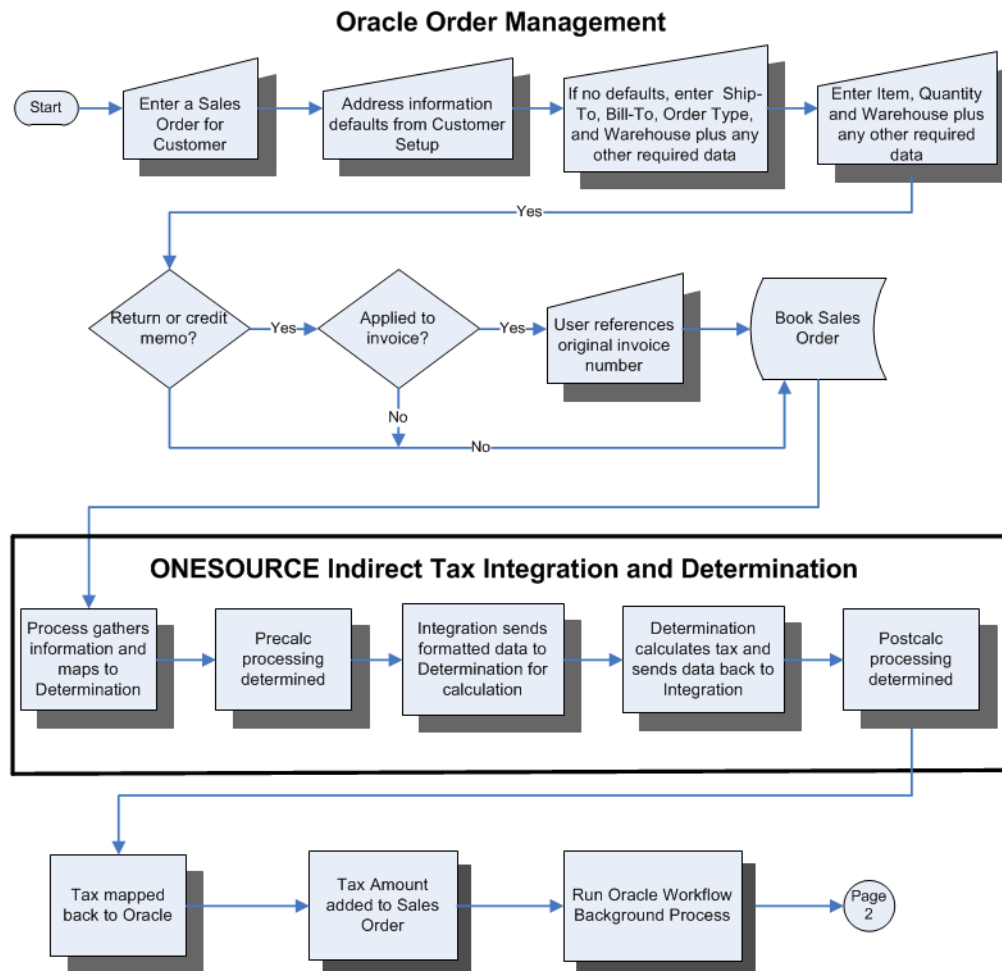 Oracle Order Management
Start
Enter a Sales
Order for
Customer
Address information
defaults from Customer
Setup
If no defaults, enter Ship-
To, Bill-To, Order Type,
and Warehouse plus any
other required data
Enter Item, Quantity
and Warehouse plus
any other required
data
Yes
Return or credit
memo?
Yes
Applied to
invoice?
Yes
User references
original invoice
number
Book Sales
Order
No
No
ONESOURCE Indirect Tax Integration and Determination
Process gathers
information and
maps to
Determination
Precalc
processing
determined
Integration sends
formatted data to
Determination for
calculation
Determination
calculates tax and
sends data back to
Integration
Postcalc
processing
determined
Tax mapped
back to Oracle
Tax Amount
added to Sales
Order
Run Oracle Workflow
Background Process
Page
2